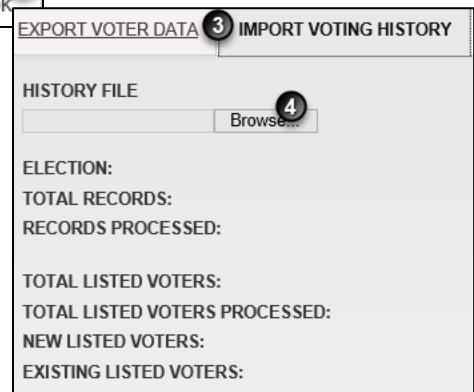 EXPORT VOTER DATA 3 IMPORT VOTING HISTORY
HISTORY FILE
4
Browse...
ELECTION:
TOTAL RECORDS:
RECORDS PROCESSED:
TOTAL LISTED VOTERS:
TOTAL LISTED VOTERS PROCESSED:
NEW LISTED VOTERS:
EXISTING LISTED VOTERS: